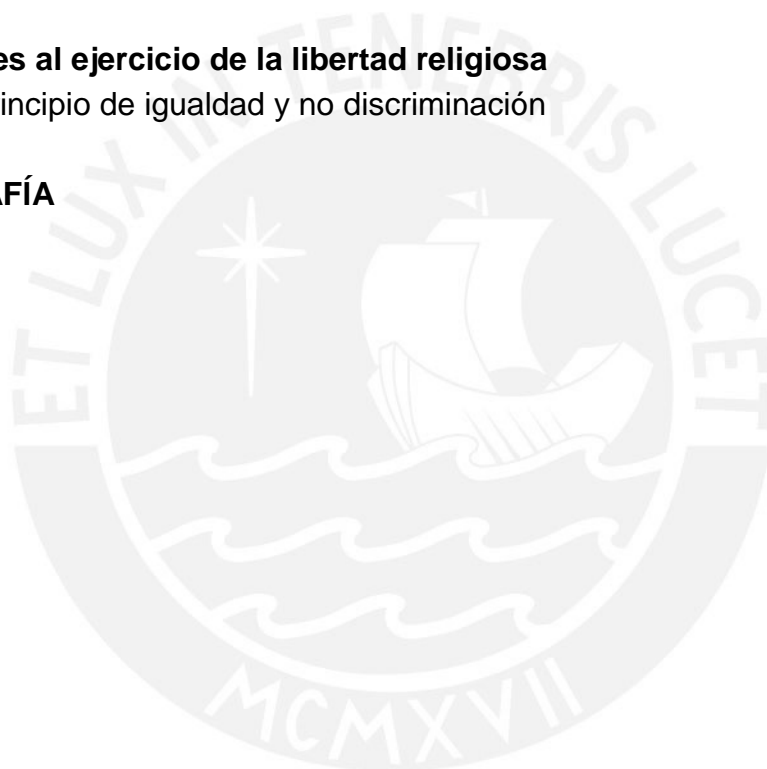 es al ejercicio de la libertad religiosa
incipio de igualdad y no discriminación
AFÍA
ET LUX IN TENEBRIS LUCET
MCMXVII